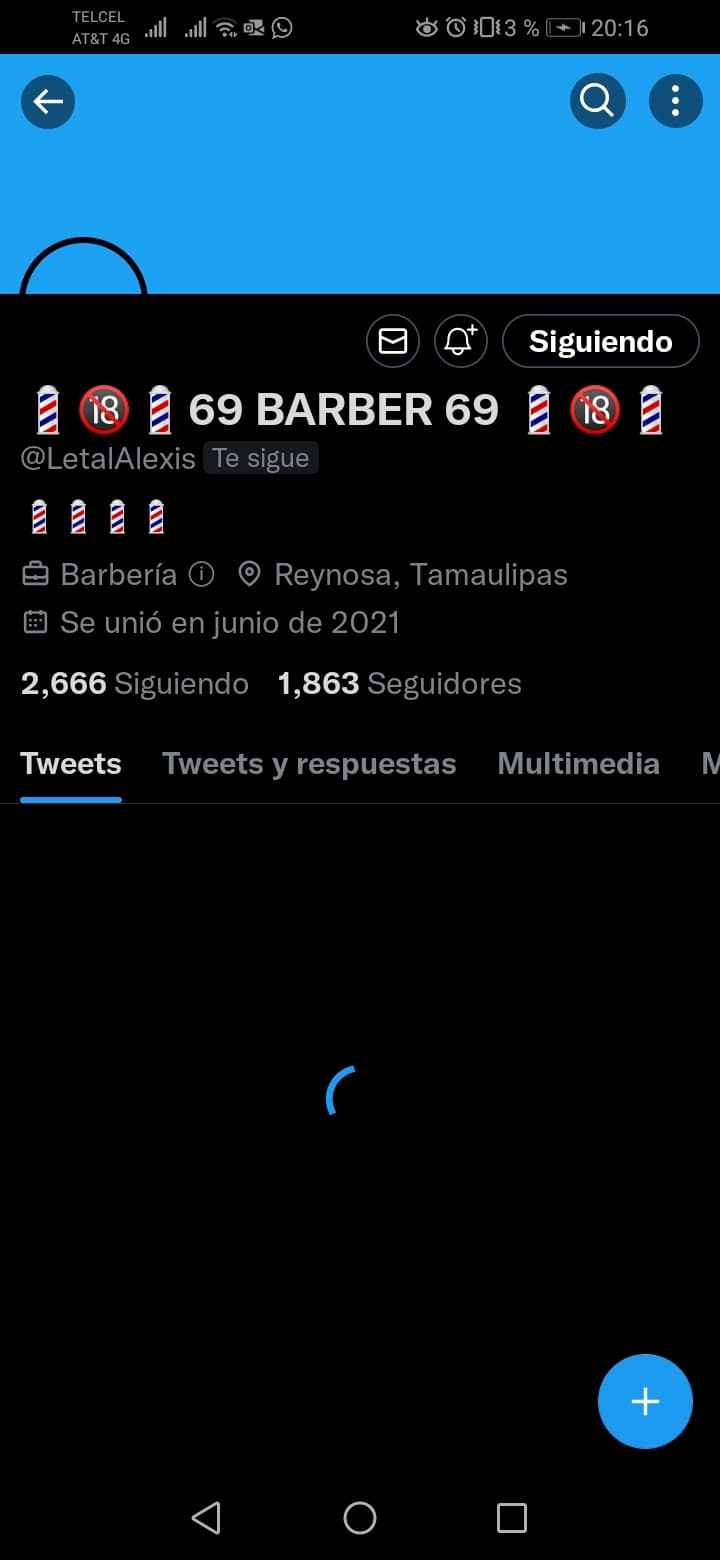 TELCEL
AT&T 4G
3 % 20:16
Siguiendo
💈🔞💈69 BARBER 69 💈🔞💈
@LetalAlexis Te sigue
💈💈💈💈
Barbería Reynosa, Tamaulipas
Se unió en junio de 2021
2,666 Siguiendo 1,863 Seguidores
Tweets Tweets y respuestas Multimedia M